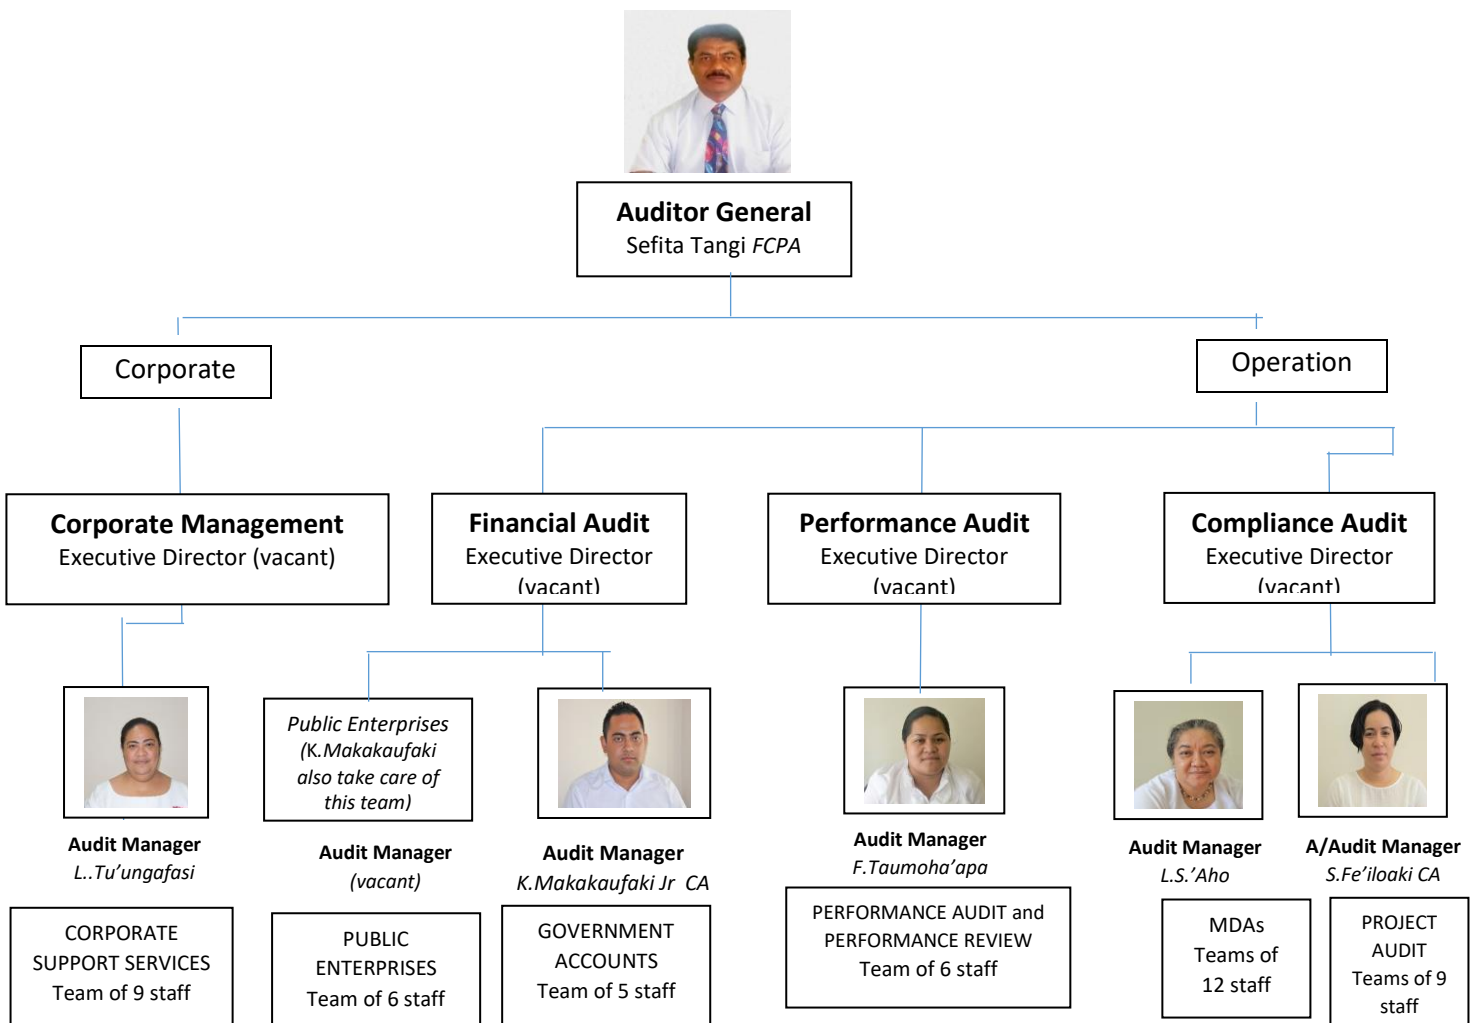 Auditor General
Sefita Tangi FCPA
Corporate
Operation
Corporate Management
Executive Director (vacant)
Financial Audit
Executive Director
(vacant)
Performance Audit
Executive Director
(vacant)
Compliance Audit
Executive Director
(vacant)
Public Enterprises
(K.Makakaufaki
also take care of
this team)
Audit Manager
L..Tu’ungafasi
Audit Manager
(vacant)
Audit Manager
K.Makakaufaki Jr CA
Audit Manager
F.Taumoha’apa
Audit Manager
L.S.’Aho
A/Audit Manager
S.Fe’iloaki CA
CORPORATE
SUPPORT SERVICES
Team of 9 staff
PUBLIC
ENTERPRISES
Team of 6 staff
GOVERNMENT
ACCOUNTS
Team of 5 staff
PERFORMANCE AUDIT and
PERFORMANCE REVIEW
Team of 6 staff
MDAs
Teams of
12 staff
PROJECT
AUDIT
Teams of 9
staff